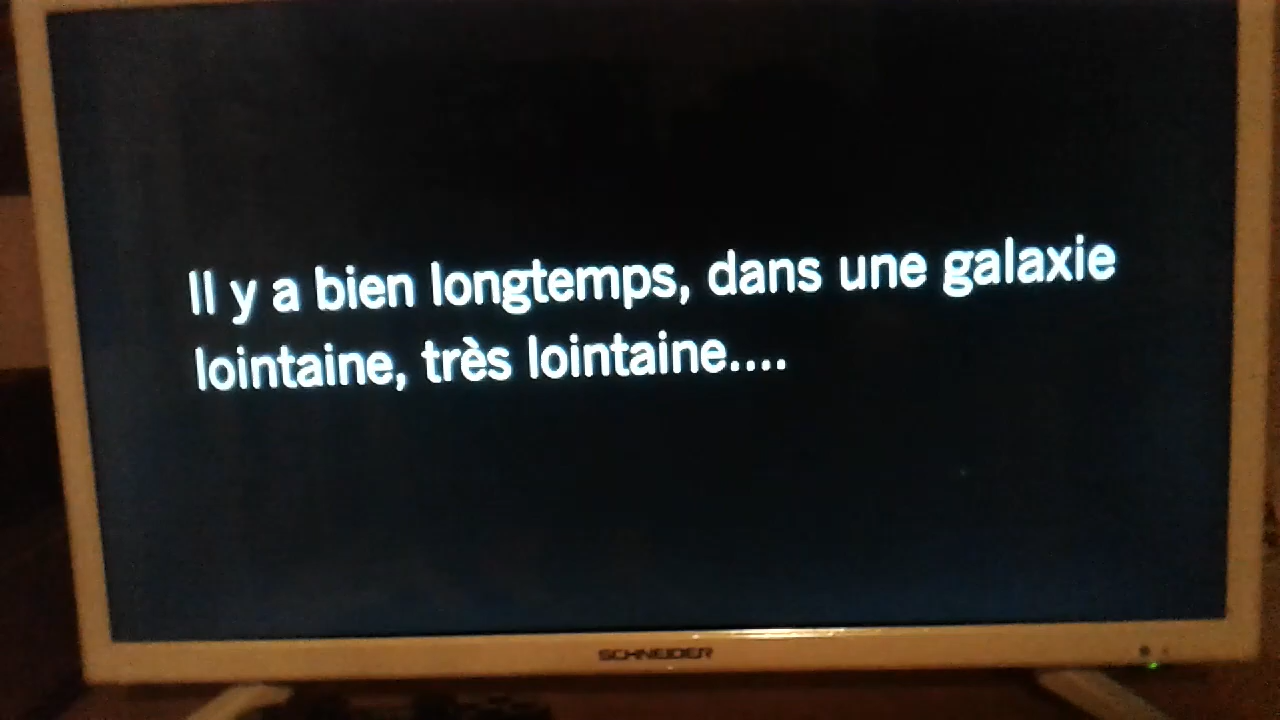 Il y a bien longtemps, dans une galaxie
lointaine, très lointaine....
SCHNEIDER